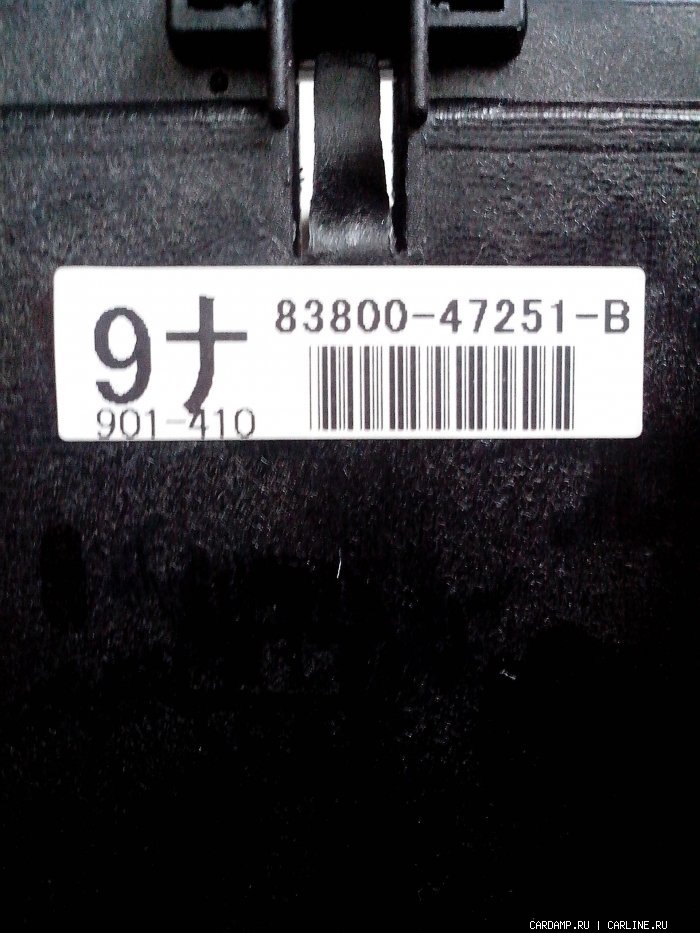 9ナ 83800-47251-B
901-410
CARDAMP.RU | CARLINE.RU